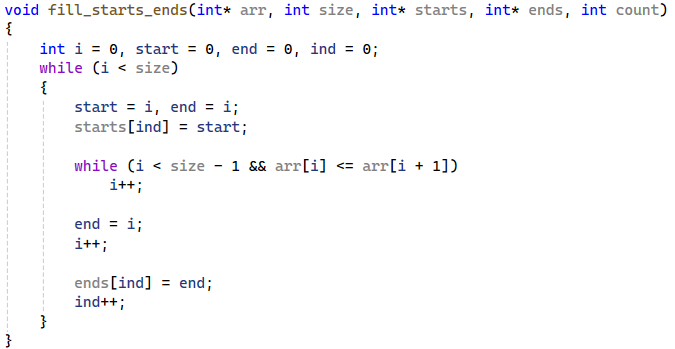 void fill_starts_ends(int* arr, int size, int* starts, int* ends, int count)
{
    int i = 0, start = 0, end = 0, ind = 0;
    while (i < size)
    {
        start = i, end = i;
        starts[ind] = start;

        while (i < size - 1 && arr[i] <= arr[i + 1])
            i++;

        end = i;
        i++;

        ends[ind] = end;
        ind++;
    }
}